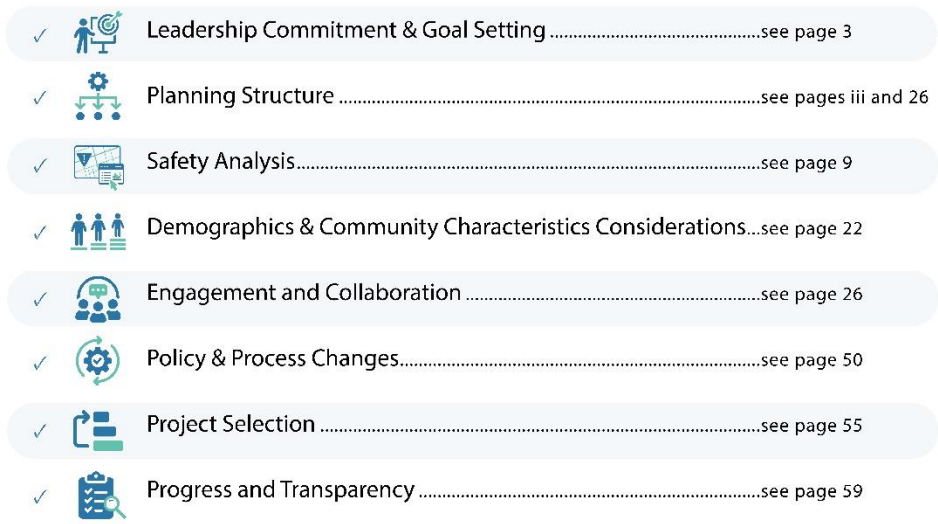 ✓ Leadership Commitment & Goal Setting ............................................see page 3
✓ Planning Structure .........................................................................................see pages iii and 26
✓ Safety Analysis..................................................................................................see page 9
✓ Demographics & Community Characteristics Considerations...see page 22
✓ Engagement and Collaboration ..............................................................see page 26
✓ Policy & Process Changes............................................................................see page 50
✓ Project Selection .............................................................................................see page 55
✓ Progress and Transparency ........................................................................see page 59